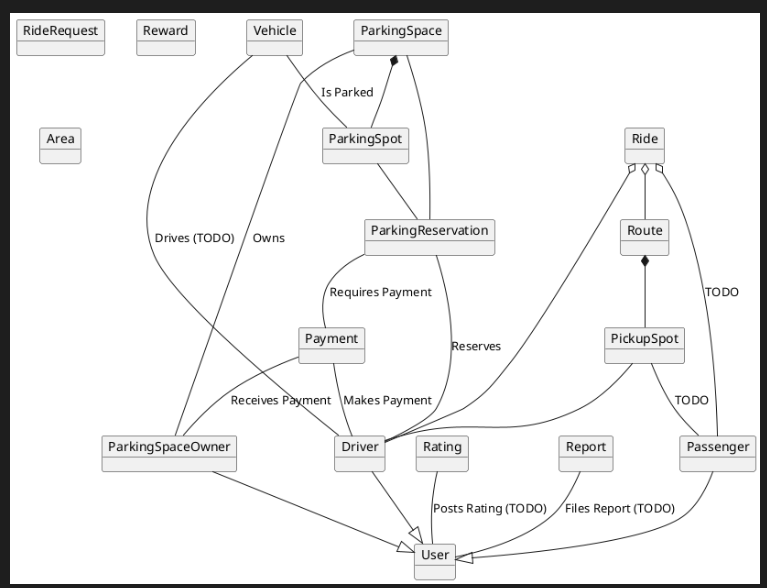 RideRequest
Reward
Vehicle
ParkingSpace
Is Parked
Area
ParkingSpot
Ride
ParkingReservation
Route
Drives (TODO)
Owns
Requires Payment
TODO
Payment
PickupSpot
Reserves
Receives Payment
Makes Payment
TODO
ParkingSpaceOwner
Driver
Rating
Report
Passenger
Posts Rating (TODO)
Files Report (TODO)
User